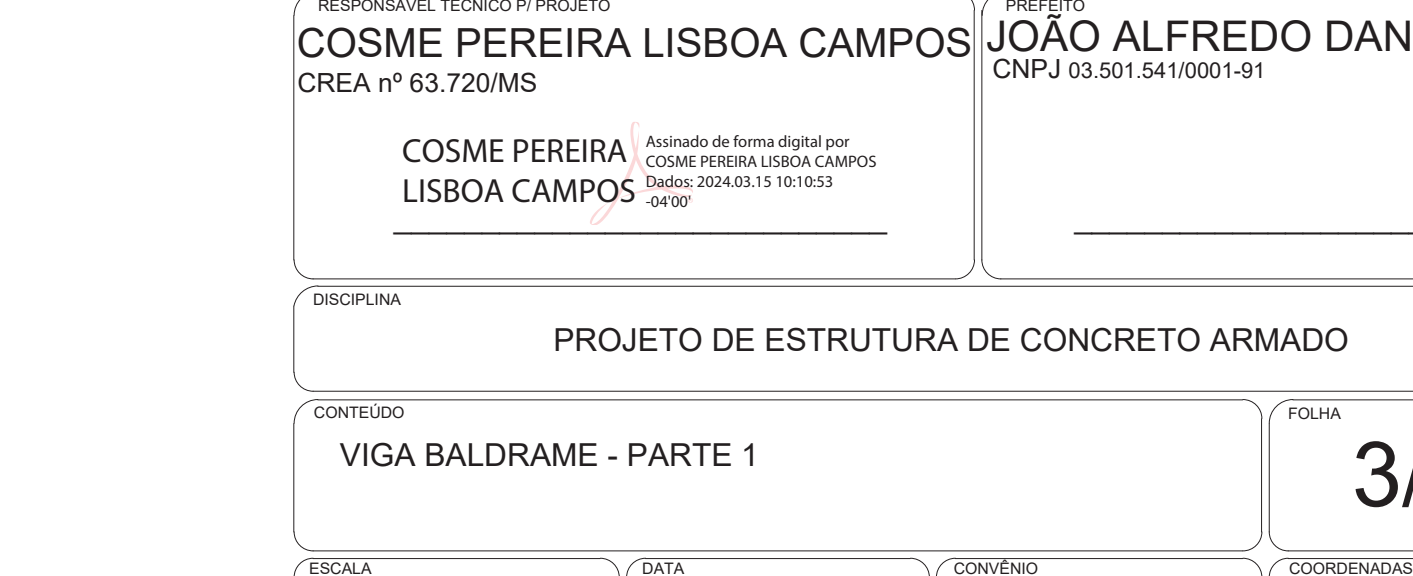 RESPONSÁVEL TÉCNICO P/ PROJETO
COSME PEREIRA LISBOA CAMPOS
CREA nº 63.720/MS
COSME PEREIRA
LISBOA CAMPOS
Assinado de forma digital por
COSME PEREIRA LISBOA CAMPOS
Dados: 2024.03.15 10:10:53
-04'00'
PREFEITO
JOÃO ALFREDO DAN
CNPJ 03.501.541/0001-91
DISCIPLINA
PROJETO DE ESTRUTURA DE CONCRETO ARMADO
CONTEÚDO
VIGA BALDRAME - PARTE 1
FOLHA
3/
ESCALA
DATA
CONVÊNIO
COORDENADAS